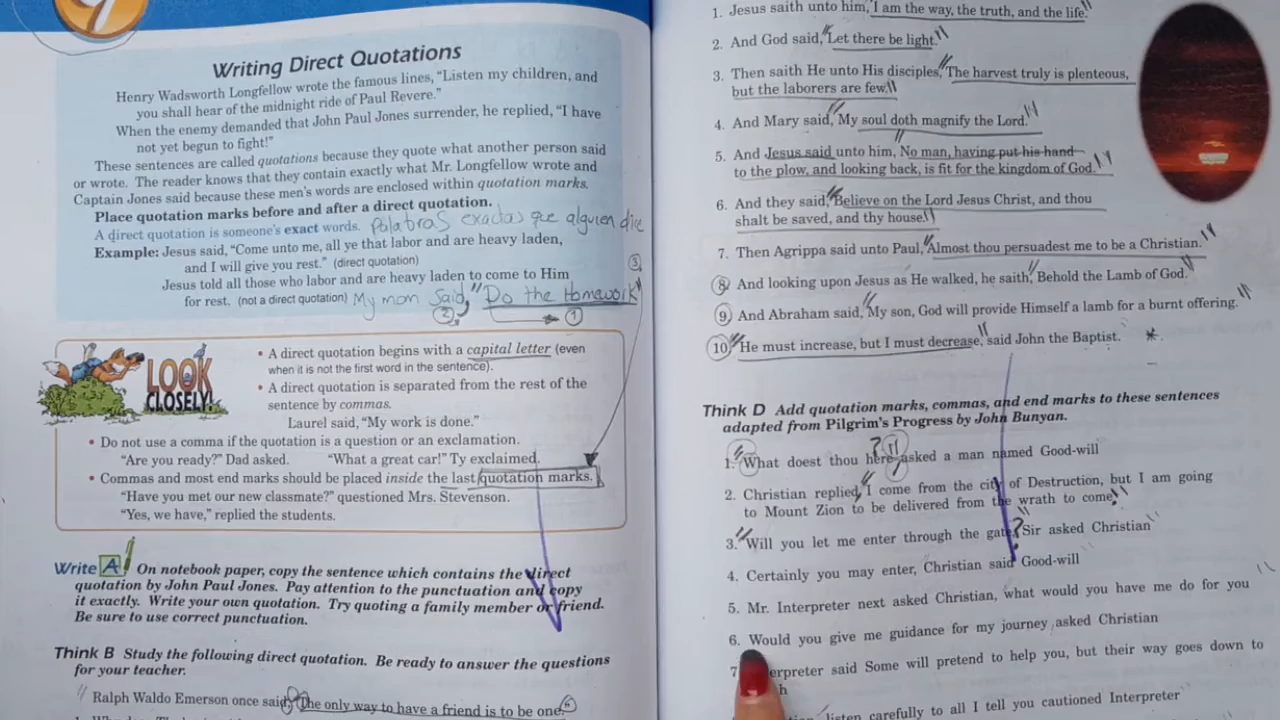 9
Writing Direct Quotations
Henry Wadsworth Longfellow wrote the famous lines, “Listen my children, and
you shall hear of the midnight ride of Paul Revere.”
When the enemy demanded that John Paul Jones surrender, he replied, “I have
not yet begun to fight!”
These sentences are called quotations because they quote what another person said
or wrote. The reader knows that they contain exactly what Mr. Longfellow wrote and
Captain Jones said because these men's words are enclosed within quotation marks.
Place quotation marks before and after a direct quotation.
A direct quotation is someone's exact words. Palabras exactas que alguien dice
Example: Jesus said, “Come unto me, all ye that labor and are heavy laden,
and I will give you rest.” (direct quotation)
Jesus told all those who labor and are heavy laden to come to Him
for rest. (not a direct quotation) My mom said, "Do the Homework"
3
2
1
LOOK
CLOSELY!
• A direct quotation begins with a capital letter (even
when it is not the first word in the sentence).
• A direct quotation is separated from the rest of the
sentence by commas.
Laurel said, “My work is done.”
• Do not use a comma if the quotation is a question or an exclamation.
“Are you ready?” Dad asked. “What a great car!” Ty exclaimed.
• Commas and most end marks should be placed inside the last quotation marks.
“Have you met our new classmate?” questioned Mrs. Stevenson.
“Yes, we have,” replied the students.
Write A On notebook paper, copy the sentence which contains the direct
quotation by John Paul Jones. Pay attention to the punctuation and copy
it exactly. Write your own quotation. Try quoting a family member or friend.
Be sure to use correct punctuation.
Think B Study the following direct quotation. Be ready to answer the questions
for your teacher.
Ralph Waldo Emerson once said, "The only way to have a friend is to be one.
1. Jesus saith unto him, I am the way, the truth, and the life."
2. And God said, "Let there be light."
3. Then saith He unto His disciples, "The harvest truly is plenteous,
but the laborers are few."
4. And Mary said, "My soul doth magnify the Lord."
5. And Jesus said unto him, "No man, having put his hand
to the plow, and looking back, is fit for the kingdom of God."
6. And they said, "Believe on the Lord Jesus Christ, and thou
shalt be saved, and thy house."
7. Then Agrippa said unto Paul, "Almost thou persuadest me to be a Christian."
8. And looking upon Jesus as He walked, he saith, "Behold the Lamb of God."
9. And Abraham said, "My son, God will provide Himself a lamb for a burnt offering."
10. "He must increase, but I must decrease," said John the Baptist. *
Think D Add quotation marks, commas, and end marks to these sentences
adapted from Pilgrim's Progress by John Bunyan.
1. "What doest thou here?" asked a man named Good-will
2. Christian replied, "I come from the city of Destruction, but I am going
to Mount Zion to be delivered from the wrath to come."
3. "Will you let me enter through the gate?" Sir asked Christian
4. Certainly you may enter, Christian said Good-will
5. Mr. Interpreter next asked Christian, what would you have me do for you
6. Would you give me guidance for my journey asked Christian
7 erpreter said Some will pretend to help you, but their way goes down to
listen carefully to all I tell you cautioned Interpreter